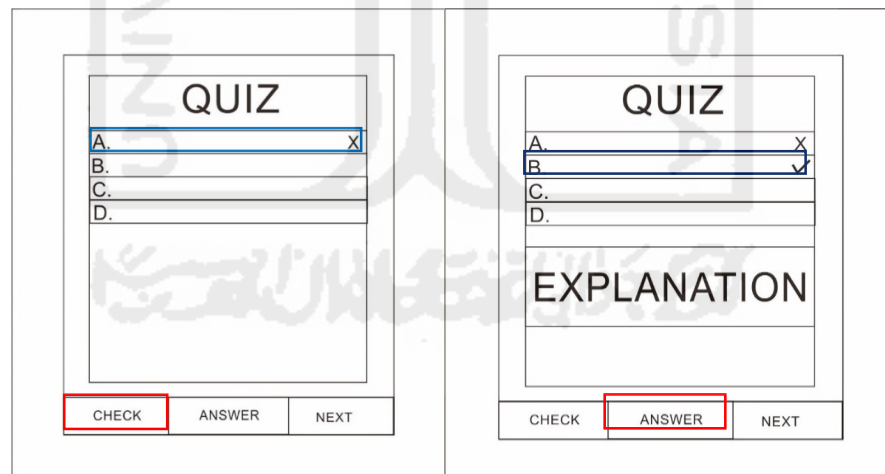 QUIZ
A. X
B.
C.
D.
CHECK ANSWER NEXT
QUIZ
A. X
B ✓
C.
D.
EXPLANATION
CHECK ANSWER NEXT